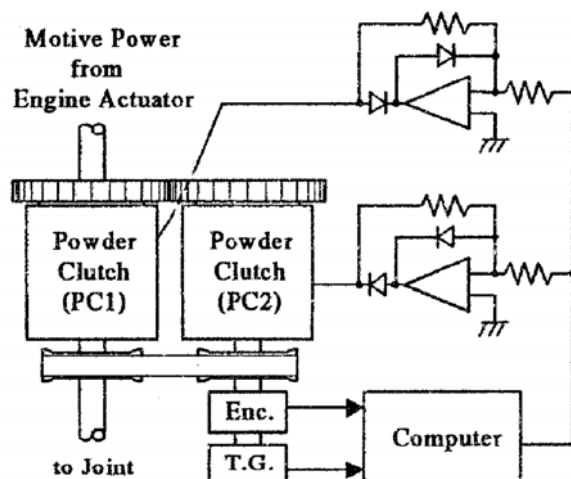 Motive Power
from
Engine Actuator
Powder
Clutch
(PC1)
Powder
Clutch
(PC2)
Enc.
T.G.
Computer
to Joint